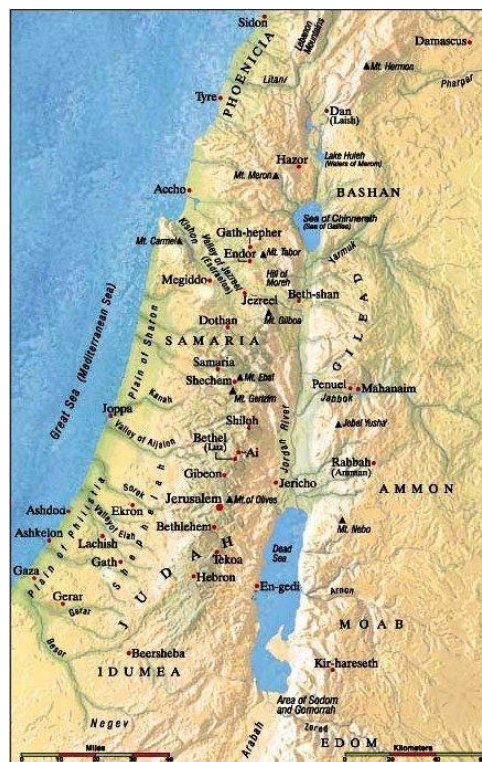 Sidon
Lebanon
Mountains
Damascus
Mt. Hermon
PHOENICIA
Litani
Pharpar
Tyre
Dan
(Laish)
Hazor
Lake Huleh
(Waters of Merom)
Mt. Meron
BASHAN
Accho
Sea of Chinnereth
(Sea of Galilee)
Kishon
Gath-hepher
Mt. Carmel
Valley of Jezreel
(Esdraelon)
Endor
Mt. Tabor
Yarmuk
Hill of
Moreh
Megiddo
Jezreel
Beth-shan
Great Sea (Mediterranean Sea)
Plain of Sharon
Dothan
Mt. Gilboa
GILEAD
SAMARIA
Samaria
Mt. Ebal
Shechem
Mt. Gerizim
Penuel
Mahanaim
Jabbok
Kanah
Joppa
Shiloh
Jebel Yusha'
Valley of Aijalon
Bethel
(Luz)
Ai
Jordan River
Gibeon
Rabbah
(Amman)
Jericho
AMMON
Sorek
Jerusalem
Mt. of Olives
Ashdod
Ekron
Shephelah
Plain of Philistia
Valley of Elah
Bethlehem
Mt. Nebo
Ashkelon
Lachish
JUDAH
Dead
Sea
Gath
Tekoa
Gaza
Hebron
En-gedi
Arnon
Gerar
Gerar
MOAB
Besor
Beersheba
Kir-hareseth
IDUMEA
Area of Sodom
and Gomorrah
Negev
Arabah
Zered
EDOM
Miles
Kilometers